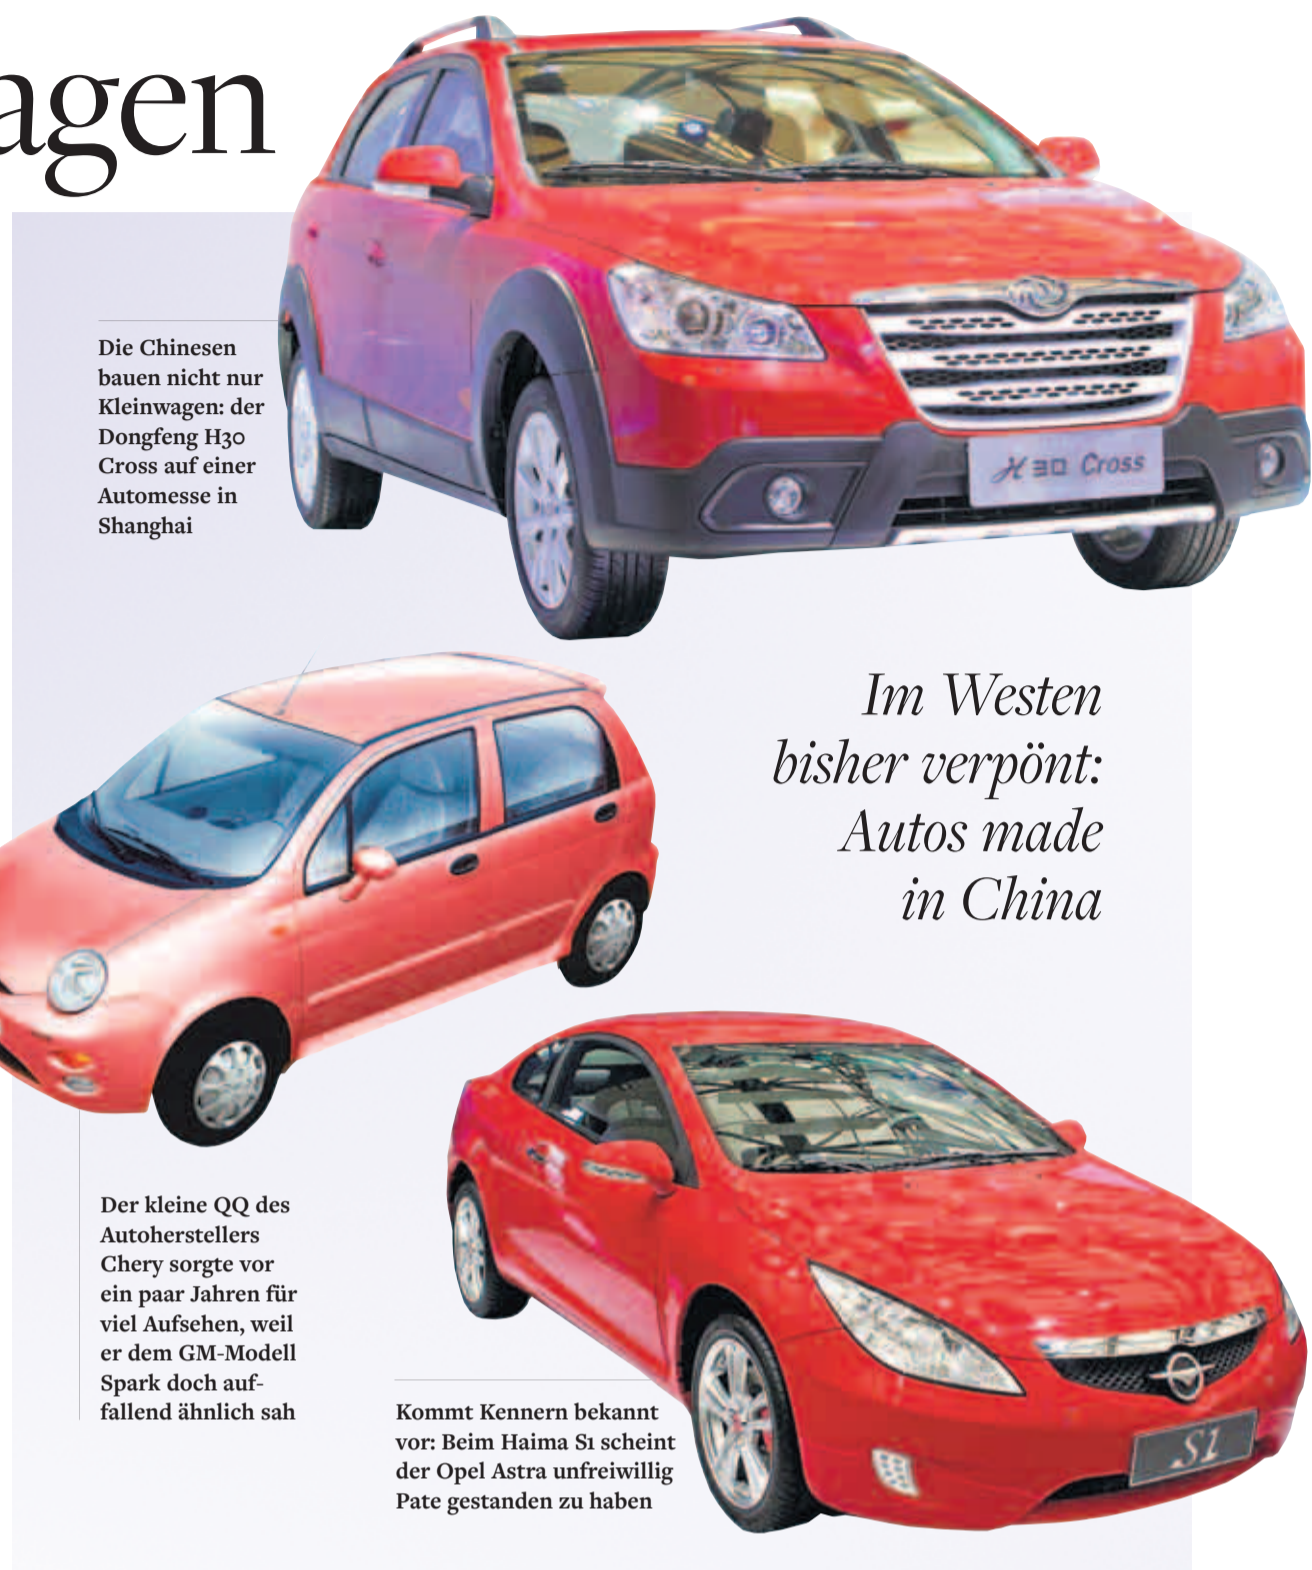 agen
Die Chinesen
bauen nicht nur
Kleinwagen: der
Dongfeng H30
Cross auf einer
Automesse in
Shanghai
H30 Cross
Im Westen
bisher verpönt:
Autos made
in China
Der kleine QQ des
Autoherstellers
Chery sorgte vor
ein paar Jahren für
viel Aufsehen, weil
er dem GM-Modell
Spark doch auf-
fallend ähnlich sah
Kommt Kennern bekannt
vor: Beim Haima S1 scheint
der Opel Astra unfreiwillig
Pate gestanden zu haben
S1